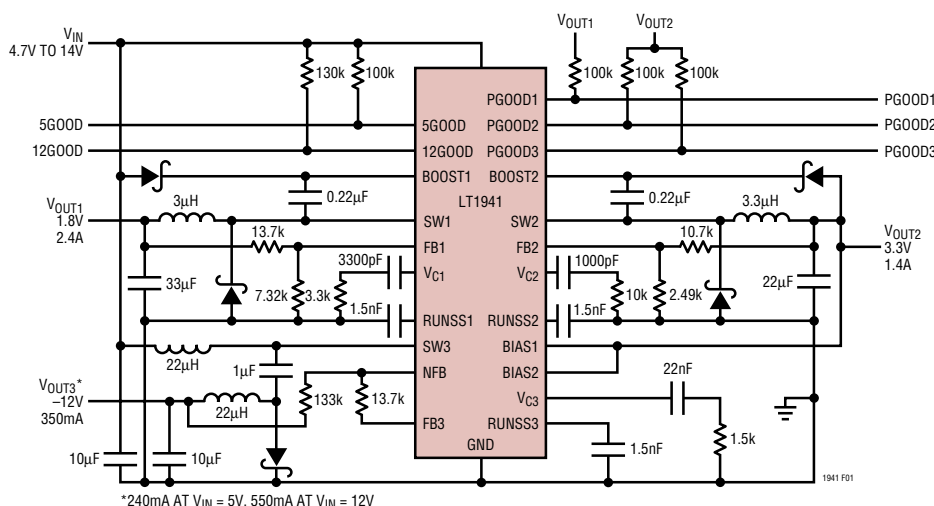 VOUT1
VOUT2
VIN
4.7V TO 14V
130k
100k
100k
100k
100k
PGOOD1
PGOOD1
5GOOD
5GOOD
PGOOD2
PGOOD2
12GOOD
12GOOD
PGOOD3
PGOOD3
BOOST1
BOOST2
LT1941
0.22µF
0.22µF
VOUT1
1.8V
2.4A
3µH
SW1
SW2
3.3µH
13.7k
FB1
FB2
10.7k
VOUT2
3.3V
1.4A
33µF
3300pF
VC1
VC2
1000pF
22µF
7.32k
3.3k
10k
2.49k
1.5nF
RUNSS1
RUNSS2
1.5nF
22µH
SW3
BIAS1
1µF
NFB
BIAS2
22nF
VOUT3*
–12V
350mA
22µH
133k
13.7k
VC3
FB3
RUNSS3
1.5k
GND
1.5nF
10µF
10µF
1941 F01
*240mA AT VIN = 5V, 550mA AT VIN = 12V